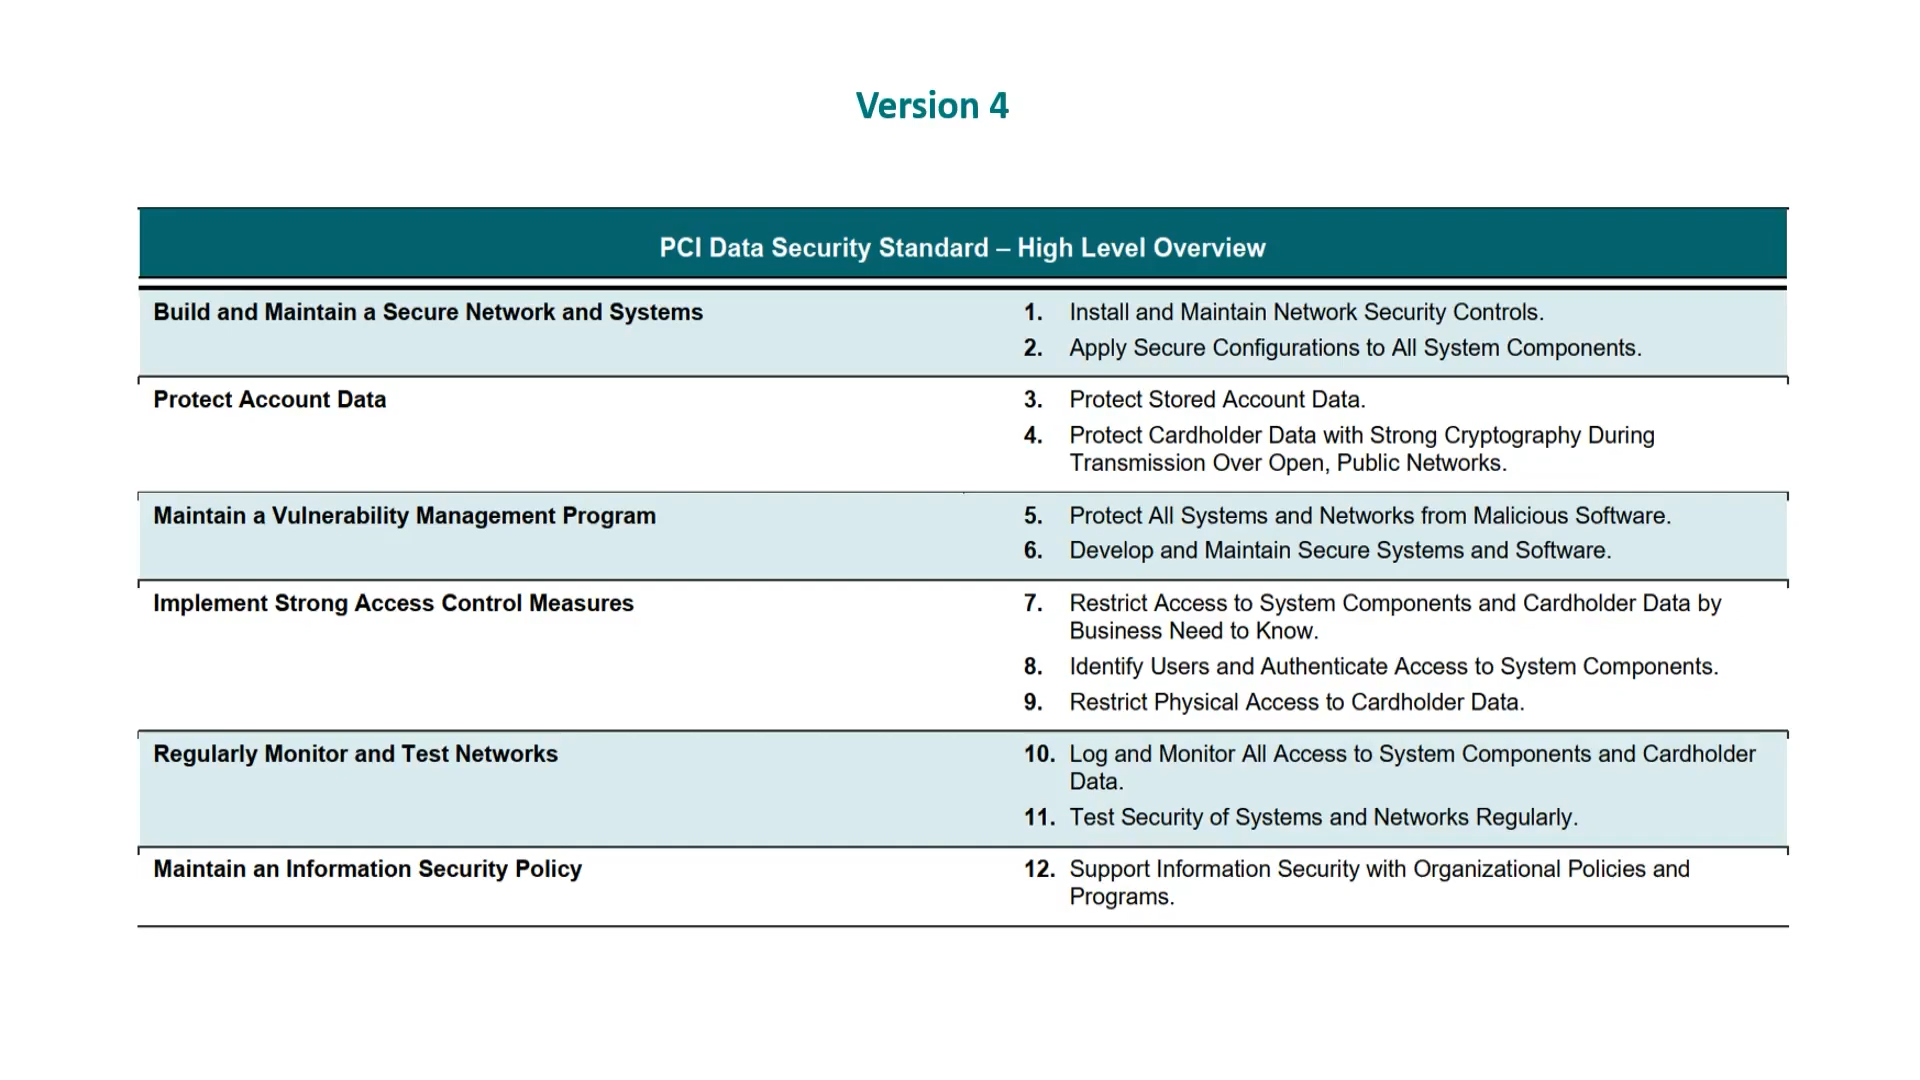 Version 4
PCI Data Security Standard – High Level Overview
Build and Maintain a Secure Network and Systems
1. Install and Maintain Network Security Controls.
2. Apply Secure Configurations to All System Components.
Protect Account Data
3. Protect Stored Account Data.
4. Protect Cardholder Data with Strong Cryptography During
Transmission Over Open, Public Networks.
Maintain a Vulnerability Management Program
5. Protect All Systems and Networks from Malicious Software.
6. Develop and Maintain Secure Systems and Software.
Implement Strong Access Control Measures
7. Restrict Access to System Components and Cardholder Data by
Business Need to Know.
8. Identify Users and Authenticate Access to System Components.
9. Restrict Physical Access to Cardholder Data.
Regularly Monitor and Test Networks
10. Log and Monitor All Access to System Components and Cardholder
Data.
11. Test Security of Systems and Networks Regularly.
Maintain an Information Security Policy
12. Support Information Security with Organizational Policies and
Programs.